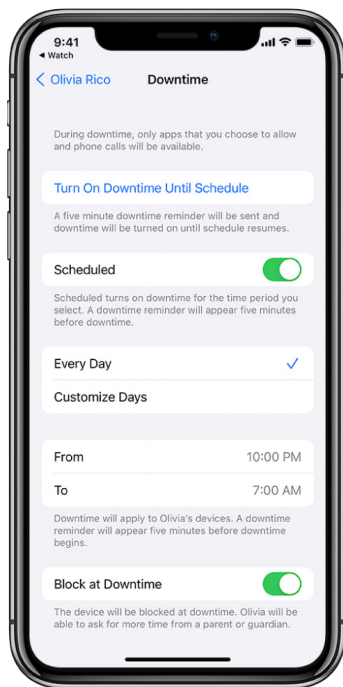 9:41
◀ Watch
Olivia Rico
Downtime
During downtime, only apps that you choose to allow
and phone calls will be available.
Turn On Downtime Until Schedule
A five minute downtime reminder will be sent and
downtime will be turned on until schedule resumes.
Scheduled
Scheduled turns on downtime for the time period you
select. A downtime reminder will appear five minutes
before downtime.
Every Day
Customize Days
From 10:00 PM
To 7:00 AM
Downtime will apply to Olivia's devices. A downtime
reminder will appear five minutes before downtime
begins.
Block at Downtime
The device will be blocked at downtime. Olivia will be
able to ask for more time from a parent or guardian.